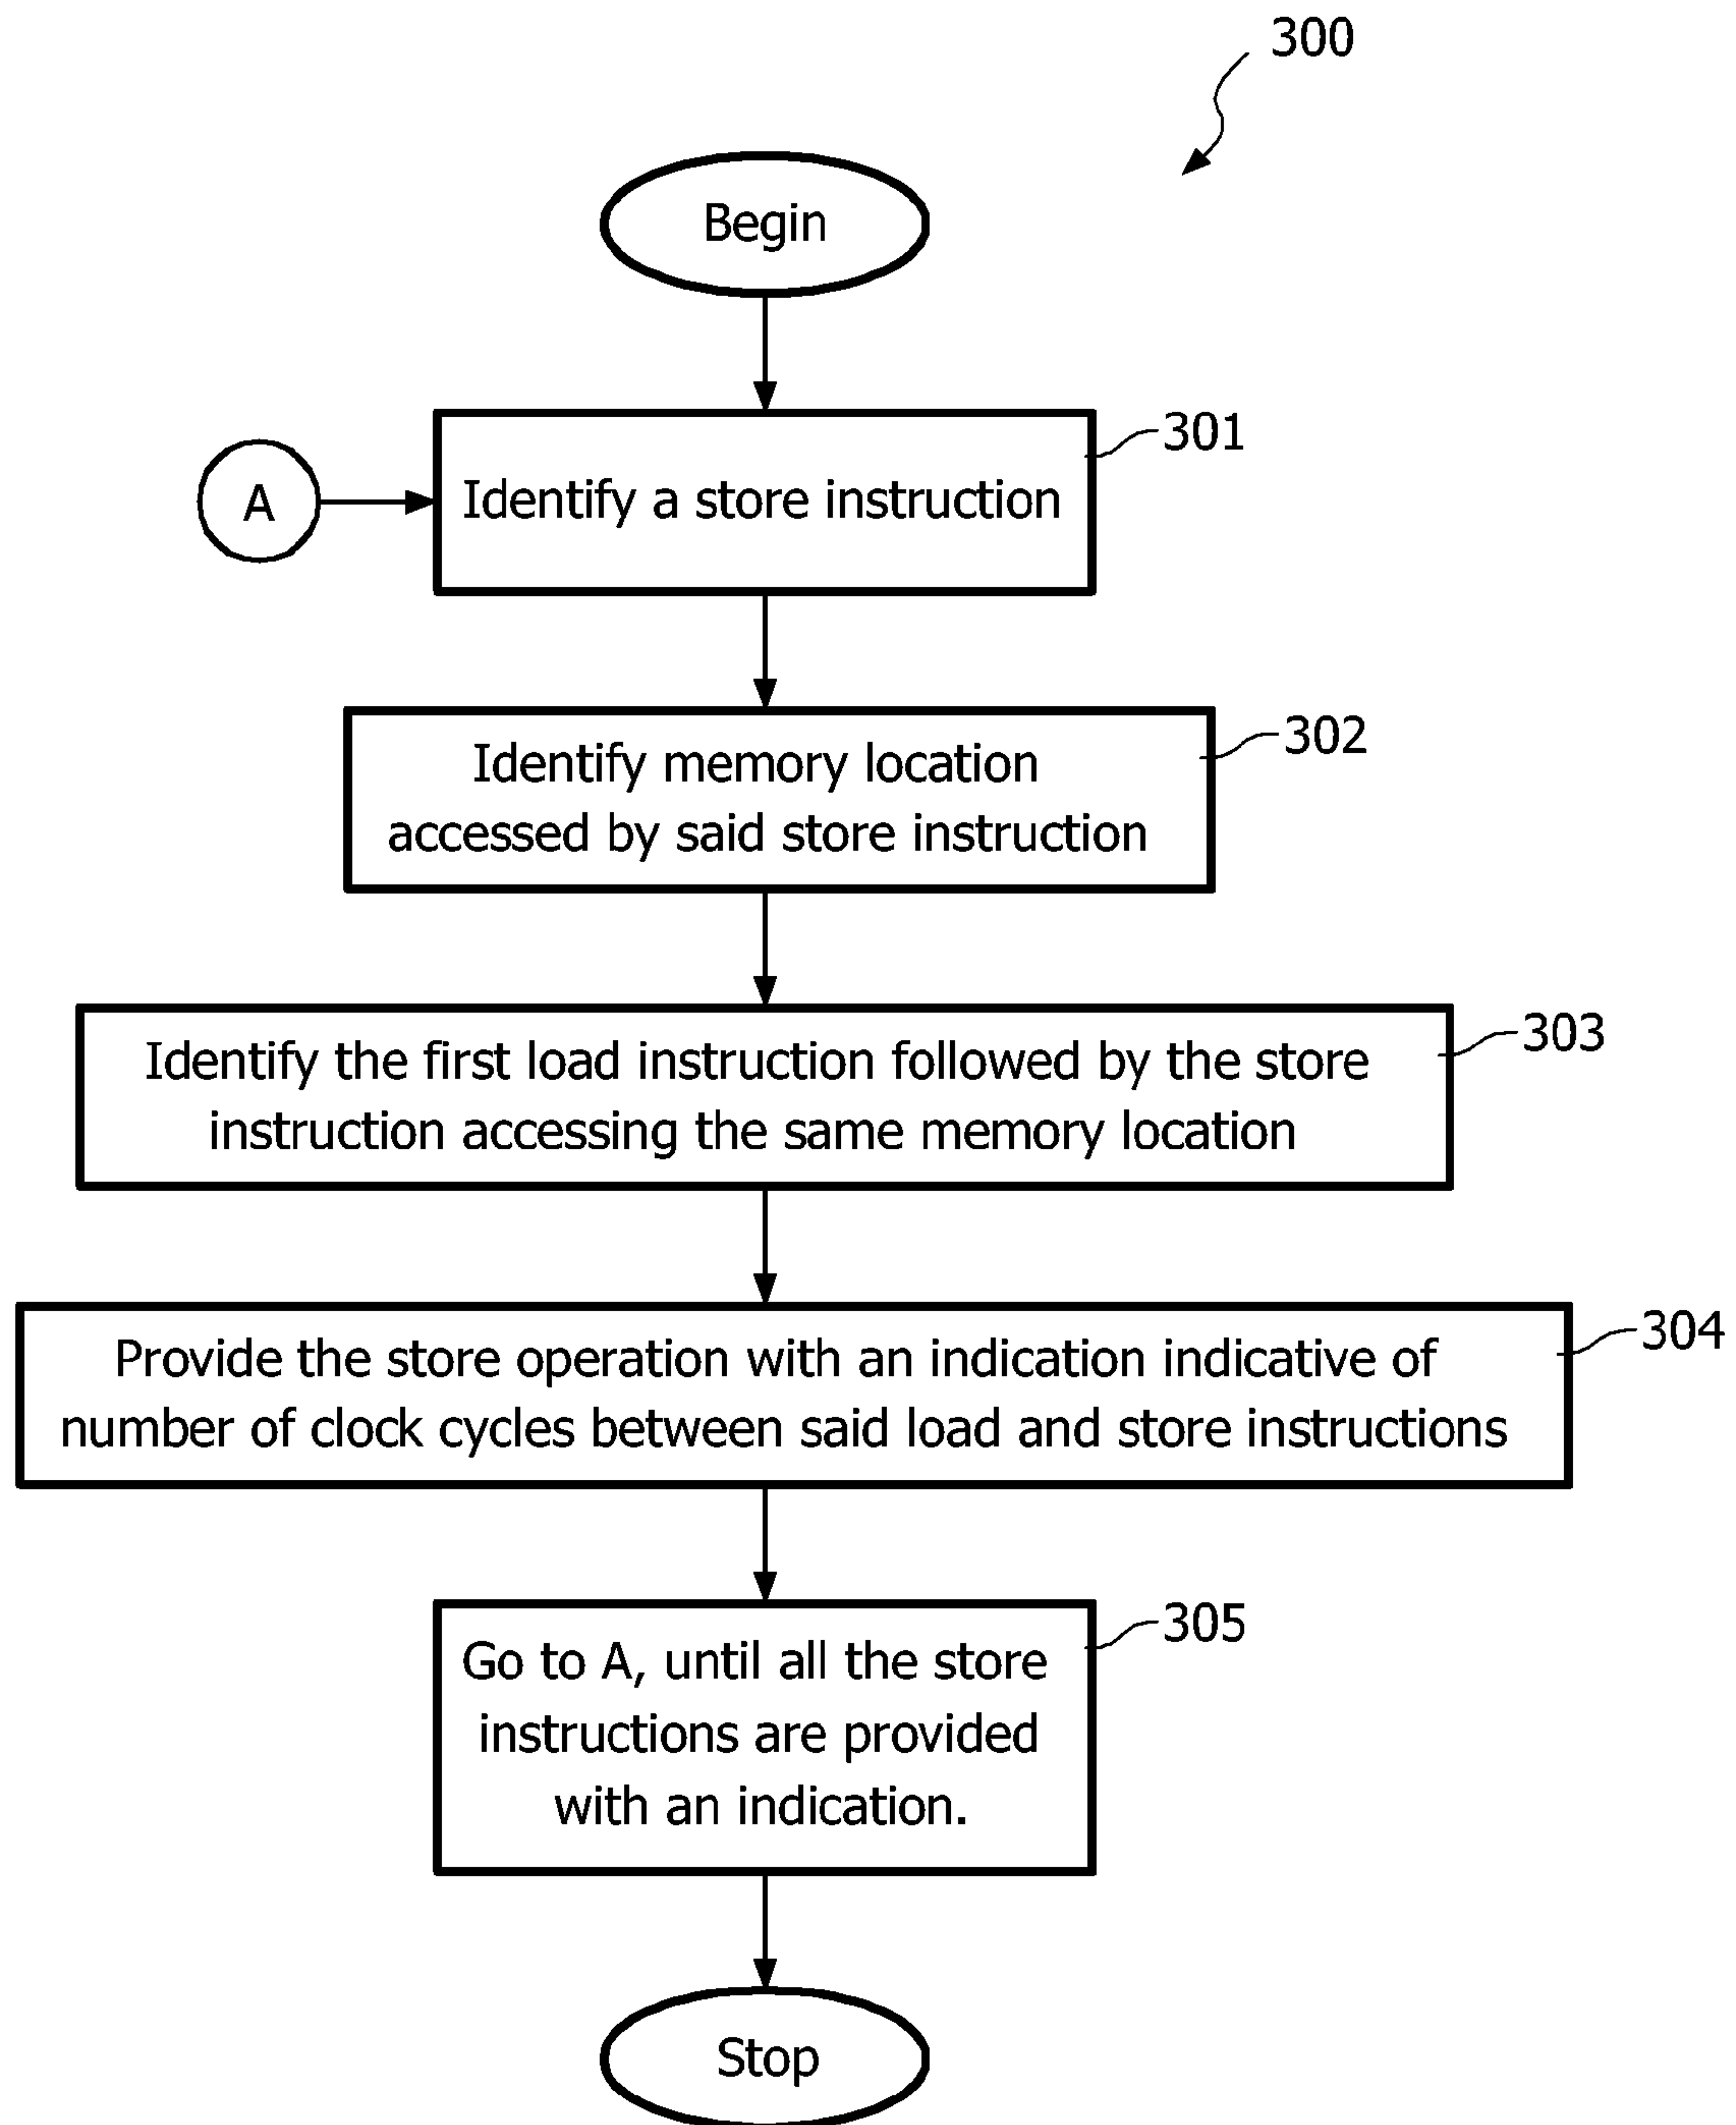 300
Begin
301
A
Identify a store instruction
302
Identify memory location
accessed by said store instruction
303
Identify the first load instruction followed by the store
instruction accessing the same memory location
304
Provide the store operation with an indication indicative of
number of clock cycles between said load and store instructions
305
Go to A, until all the store
instructions are provided
with an indication.
Stop